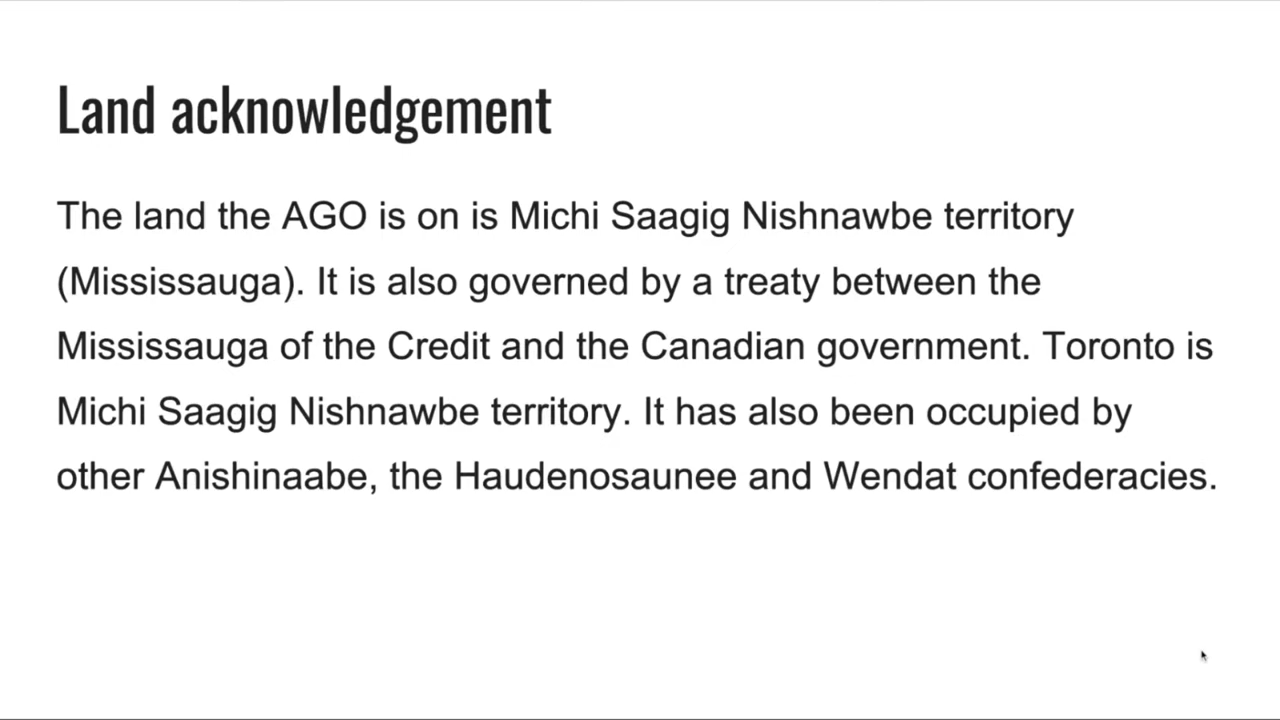 Land acknowledgement
The land the AGO is on is Michi Saagig Nishnawbe territory
(Mississauga). It is also governed by a treaty between the
Mississauga of the Credit and the Canadian government. Toronto is
Michi Saagig Nishnawbe territory. It has also been occupied by
other Anishinaabe, the Haudenosaunee and Wendat confederacies.